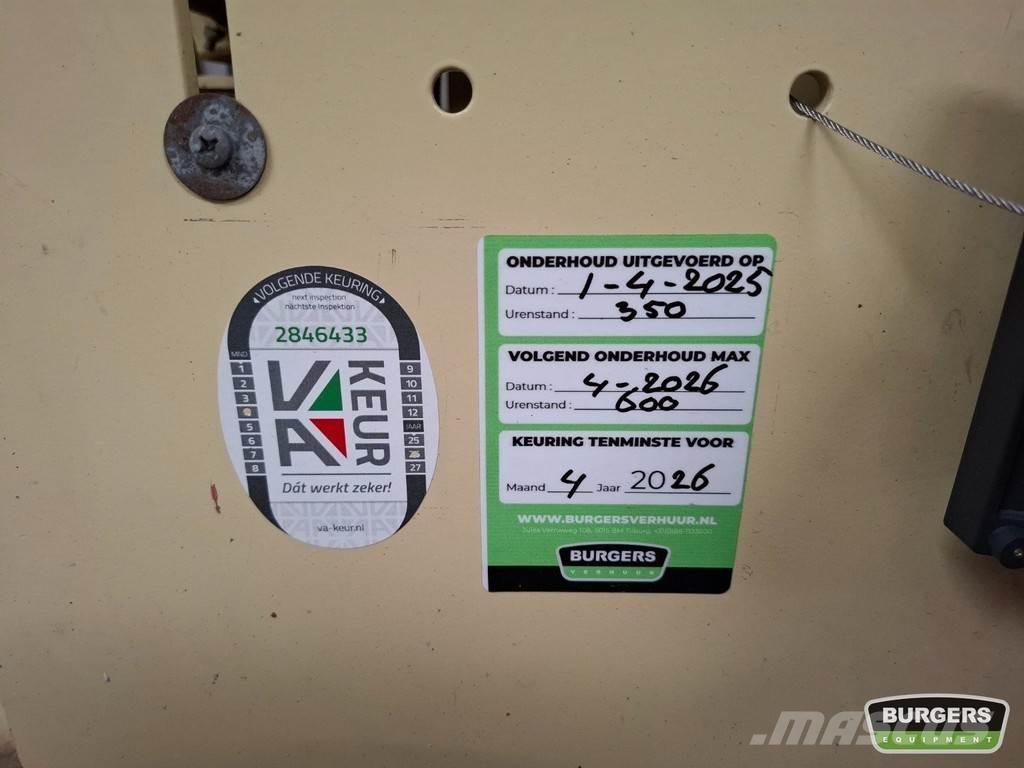 VOLGENDE KEURING
next inspection
nächste Inspektion
2846433
MND
1
2
3
5
6
7
8
9
10
11
12
JAAR
25
26
27
VA
KEUR
Dát werkt zeker!
va-keur.nl
ONDERHOUD UITGEVOERD OP
Datum : 1-4-2025
Urenstand : 350
VOLGEND ONDERHOUD MAX
Datum : 4-2026
Urenstand : 600
KEURING TENMINSTE VOOR
Maand 4 Jaar 2026
WWW.BURGERSVERHUUR.NL
BURGERS
VERHUUR
8.8
MASCUS
BURGERS
EQUIPMENT